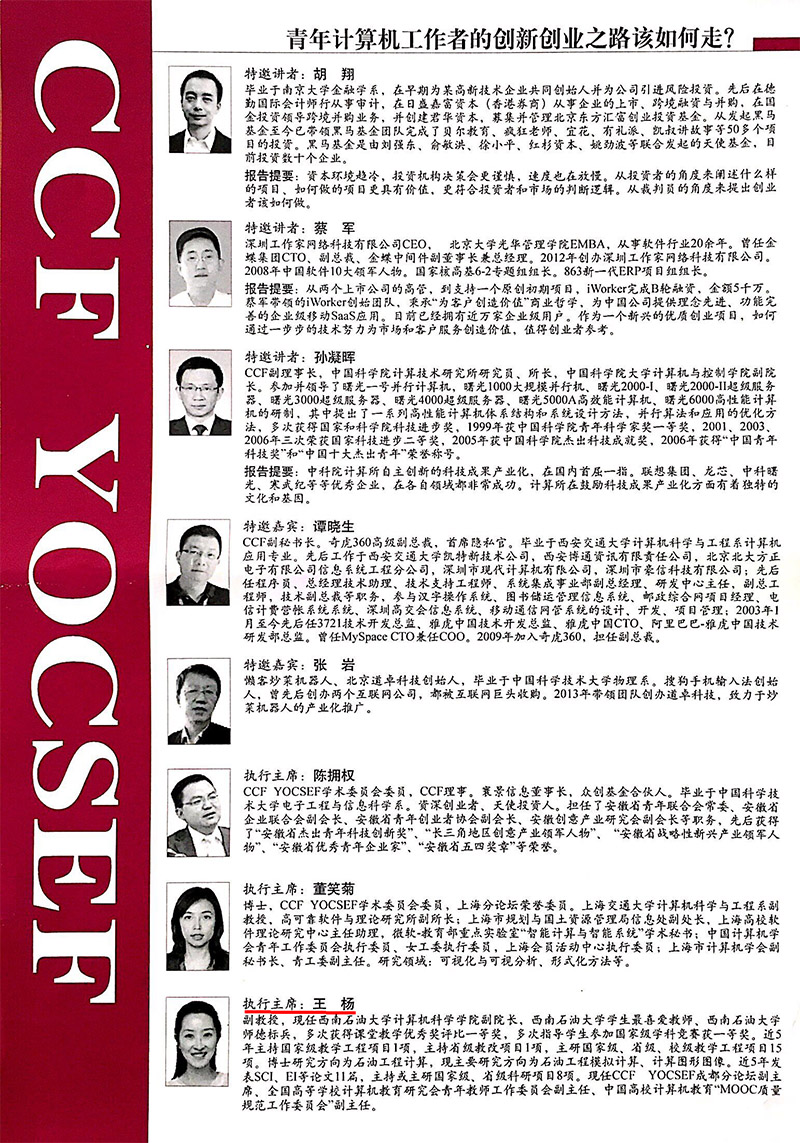 CCF YOCSEF
青年计算机工作者的创新创业之路该如何走？
特邀讲者：胡 翔
毕业于南京大学金融学系，在早期为某高新技术企业共同创始人并为公司引进风险投资。先后在德
勤国际会计师行从事审计，在日盛嘉富资本（香港券商）从事企业的上市、跨境融资与并购，在国
金投资领导跨境并购业务，并创建君华资本，募集并管理北京东方汇富创业投资基金。从发起黑马
基金至今已带领黑马基金团队完成了贝尔教育、疯狂老师、宜花、有礼派、凯叔讲故事等50多个项
目的投资。黑马基金是由刘强东、俞敏洪、徐小平、红杉资本、姚劲波等联合发起的天使基金，目
前投资数十个企业。
报告提要：资本环境趋冷，投资机构决策会更谨慎，速度也在放慢。从投资者的角度来阐述什么样
的项目、如何做的项目更具有价值，更符合投资者和市场的判断逻辑。从裁判员的角度来提出创业
者该如何做。
特邀讲者：蔡 军
深圳工作家网络科技有限公司CEO， 北京大学光华管理学院EMBA，从事软件行业20余年。曾任金
蝶集团CTO、副总裁、金蝶中间件副董事长兼总经理。2012年创办深圳工作家网络科技有限公司。
2008年中国软件10大领军人物。国家核高基6-2专题组组长。863新一代ERP项目组组长。
报告提要：从两个上市公司的高管，到支持一个原创初期项目，iWorker完成B轮融资，金额5千万。
蔡军带领的iWorker创始团队，秉承“为客户创造价值”商业哲学，为中国公司提供理念先进、功能完
善的企业级移动SaaS应用。目前已经拥有近万家企业级用户。作为一个新兴的优质创业项目，如何
通过一步步的技术努力为市场和客户服务创造价值，值得创业者参考。
特邀讲者：孙凝晖
CCF副理事长，中国科学院计算技术研究所研究员、所长，中国科学院大学计算机与控制学院副院
长。参加并领导了曙光一号并行计算机，曙光1000大规模并行机、曙光2000-I、曙光2000-II超级服务
器、曙光3000超级服务器、曙光4000超级服务器、曙光5000A高效能计算机、曙光6000高性能计算
机的研制，其中提出了一系列高性能计算机体系结构和系统设计方法，并行算法和应用的优化方
法，多次获得国家和科学院科技进步奖，1999年获中国科学院青年科学家奖一等奖，2001、2003、
2006年三次荣获国家科技进步二等奖，2005年获中国科学院杰出科技成就奖，2006年获得“中国青年
科技奖”和“中国十大杰出青年”荣誉称号。
报告提要：中科院计算所自主创新的科技成果产业化，在国内首屈一指。联想集团、龙芯、中科曙
光、寒武纪等等优秀企业，在各自领域都非常成功。计算所在鼓励科技成果产业化方面有着独特的
文化和基因。
特邀嘉宾：谭晓生
CCF副秘书长。奇虎360高级副总裁，首席隐私官。毕业于西安交通大学计算机科学与工程系计算机
应用专业。先后工作于西安交通大学凯特新技术公司，西安博通资讯有限责任公司，北京北大方正
电子有限公司信息系统工程分公司，深圳市现代计算机有限公司，深圳市豪信科技有限公司；先后
任程序员、总经理技术助理、技术支持工程师、系统集成事业部副总经理、研发中心主任，副总工
程师，技术副总裁等职务，参与汉字操作系统、图书储运管理信息系统、邮政综合网项目经理、电
信计费营帐系统系统、深圳高交会信息系统、移动通信网管系统的设计、开发、项目管理；2003年1
月至今先后任3721技术开发总监、雅虎中国技术开发总监、雅虎中国CTO、阿里巴巴-雅虎中国技术
研发部总监。曾任MySpace CTO兼任COO。2009年加入奇虎360，担任副总裁。
特邀嘉宾：张 岩
懒客炒菜机器人、北京道卓科技创始人，毕业于中国科学技术大学物理系。搜狗手机输入法创始
人，曾先后创办两个互联网公司，都被互联网巨头收购。2013年带领团队创办道卓科技，致力于炒
菜机器人的产业化推广。
执行主席：陈拥权
CCF YOCSEF学术委员会委员，CCF理事。寰景信息董事长，众创基金合伙人。毕业于中国科学技
术大学电子工程与信息科学系。资深创业者、天使投资人。担任了安徽省青年联合会常委、安徽省
企业联合会副会长、安徽省青年创业者协会副会长、安徽创意产业研究会副会长等职务，先后获得
了“安徽省杰出青年科技创新奖”、“长三角地区创意产业领军人物”、“安徽省战略性新兴产业领军人
物”、“安徽省优秀青年企业家”、“安徽省五四奖章”等荣誉。
执行主席：董笑菊
博士，CCF YOCSEF学术委员会委员，上海分论坛荣誉委员。上海交通大学计算机科学与工程系副
教授，高可靠软件与理论研究所副所长；上海市规划与国土资源管理局信息处副处长，上海高校软
件理论研究中心主任助理，微软-教育部重点实验室“智能计算与智能系统”学术秘书；中国计算机学
会青年工作委员会执行委员、女工委执行委员，上海会员活动中心执行委员；上海市计算机学会副
秘书长、青工委副主任。研究领域：可视化与可视分析、形式化方法等。
执行主席：王 杨
副教授，现任西南石油大学计算机科学学院副院长，西南石油大学学生最喜爱教师、西南石油大学
师德标兵，多次获得课堂教学优秀奖评比一等奖，多次指导学生参加国家级学科竞赛获一等奖。近5
年主持国家级教学工程项目1项，主持省级教改项目1项，主研国家级、省级、校级教学工程项目15
项。博士研究方向为石油工程计算，现主要研究方向为石油工程模拟计算、计算图形图像。近5年发
表SCI、EI等论文11篇，主持或主研国家级、省级科研项目8项。现任CCF YOCSEF成都分论坛副主
席、全国高等学校计算机教育研究会青年教师工作委员会副主任、中国高校计算机教育“MOOC质量
规范工作委员会”副主任。